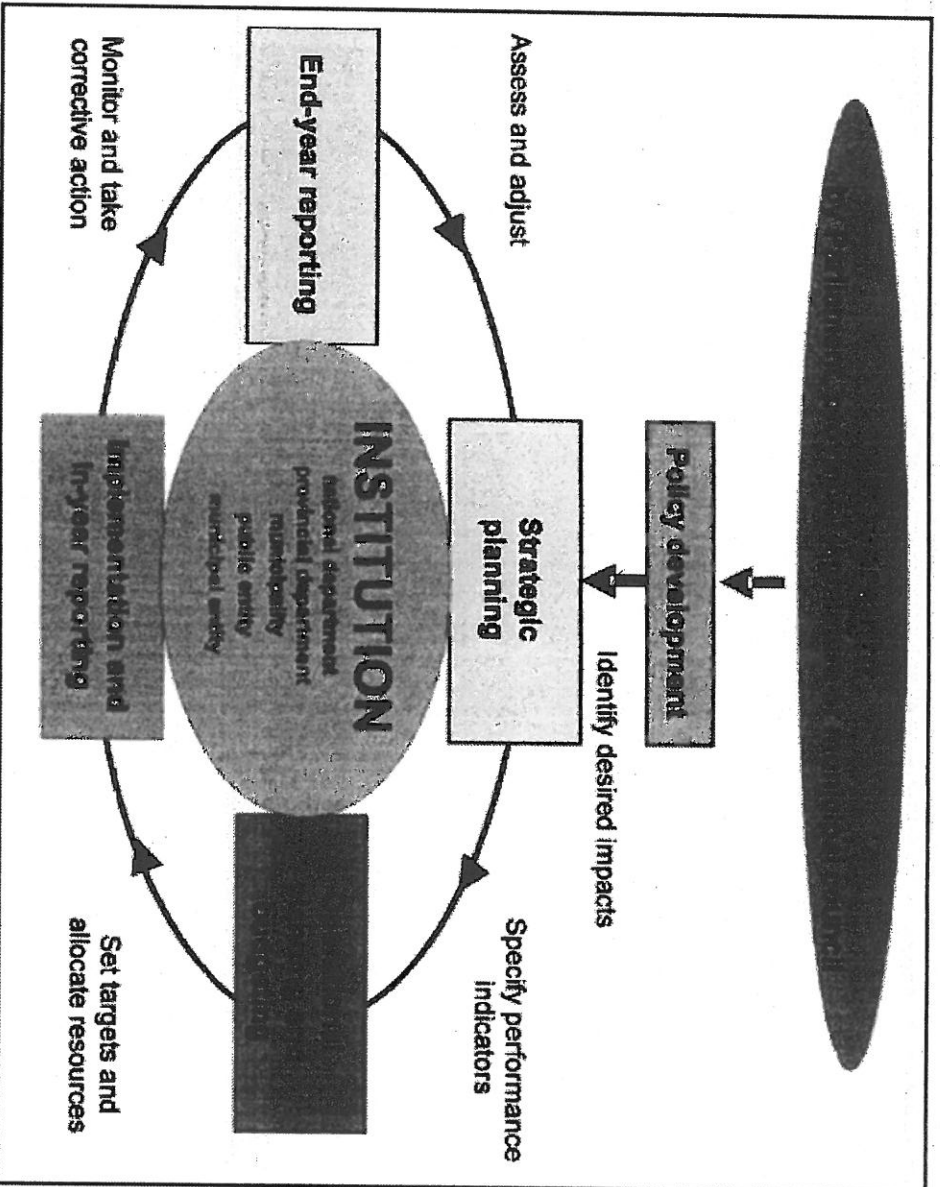 Policy development
Identify desired impacts
Assess and adjust
Strategic
planning
Specify performance
indicators
End-year reporting
INSTITUTION
national department
provincial department
municipality
public entity
municipal entity
Monitor and take
corrective action
Implementation and
in-year reporting
Set targets and
allocate resources